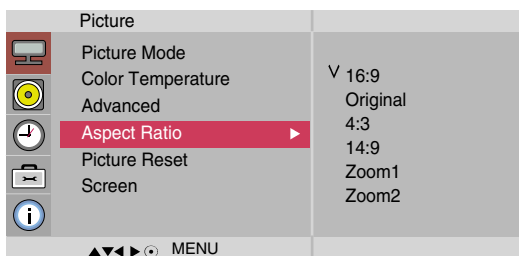 Picture
Picture Mode
Color Temperature
Advanced
Aspect Ratio
Picture Reset
Screen
16:9
Original
4:3
14:9
Zoom1
Zoom2
MENU